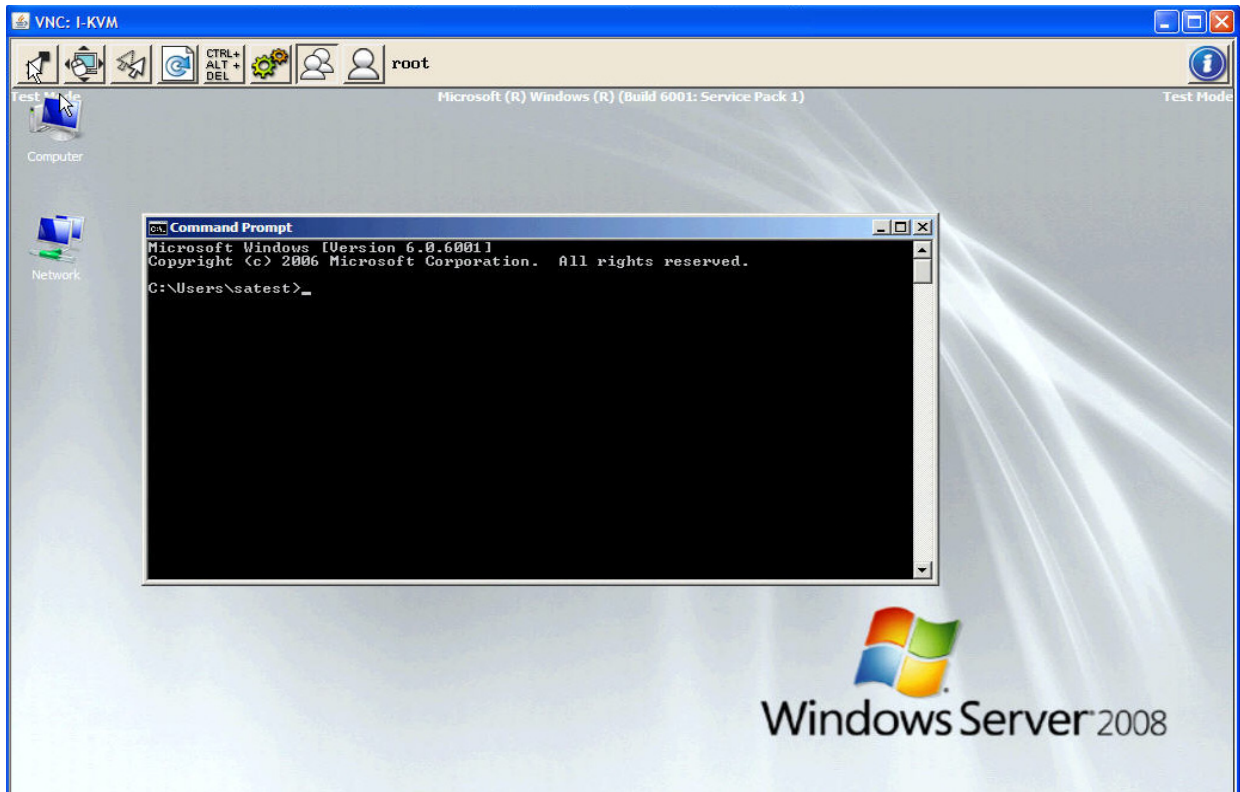 VNC: I-KVM
CTRL+
ALT +
DEL
root
Test Mode
Microsoft (R) Windows (R) (Build 6001: Service Pack 1)
Test Mode
Computer
Network
C:\. Command Prompt
Microsoft Windows [Version 6.0.6001]
Copyright (c) 2006 Microsoft Corporation.  All rights reserved.
C:\Users\satest>_
Windows Server 2008